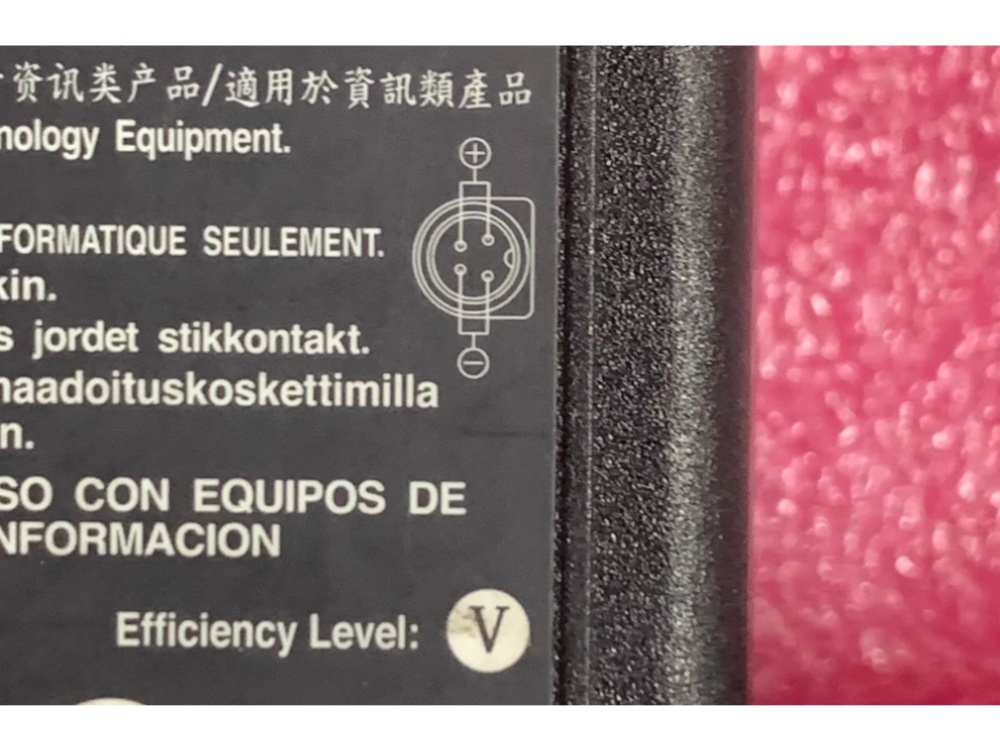 资讯类产品/適用於資訊類產品
nology Equipment.
FORMATIQUE SEULEMENT.
kin.
s jordet stikkontakt.
naadoituskoskettimilla
n.
SO CON EQUIPOS DE
NFORMACION
Efficiency Level: V